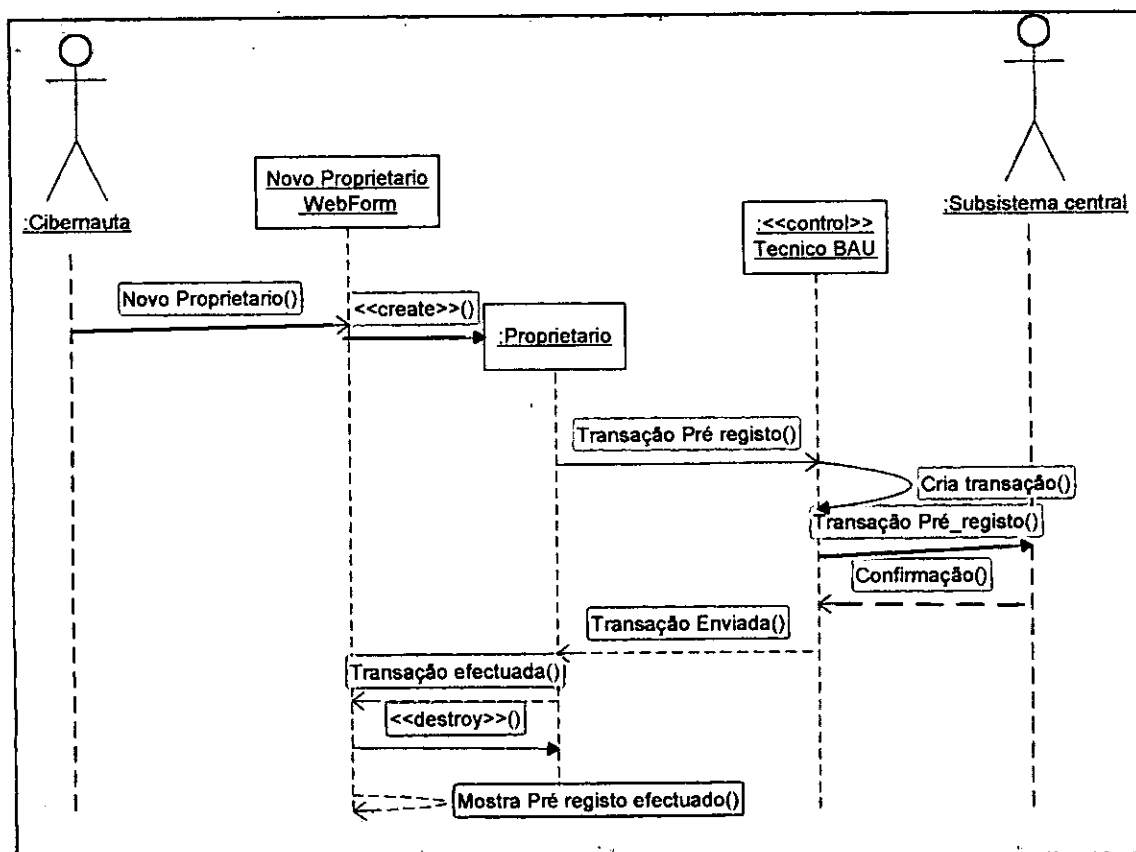 :Cibernauta
Novo Proprietario
WebForm
:<<control>>
Tecnico BAU
:Subsistema central
Novo Proprietario()
<<create>>()
:Proprietario
Transação Pré registo()
Cria transação()
Transação Pré_registo()
Confirmação()
Transação Enviada()
Transação efectuada()
<<destroy>>()
Mostra Pré registo efectuado()